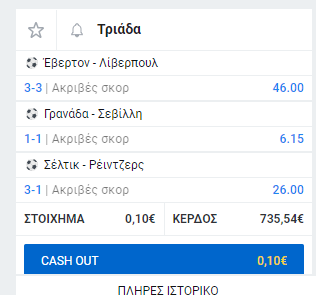 Τριάδα
Έβερτον - Λίβερπουλ
3-3 | Ακριβές σκορ 46.00
Γρανάδα - Σεβίλλη
1-1 | Ακριβές σκορ 6.15
Σέλτικ - Ρέιντζερς
3-1 | Ακριβές σκορ 26.00
ΣΤΟΙΧΗΜΑ 0,10€ ΚΕΡΔΟΣ 735,54€
CASH OUT 0,10€
ΠΛΗΡΕΣ ΙΣΤΟΡΙΚΟ